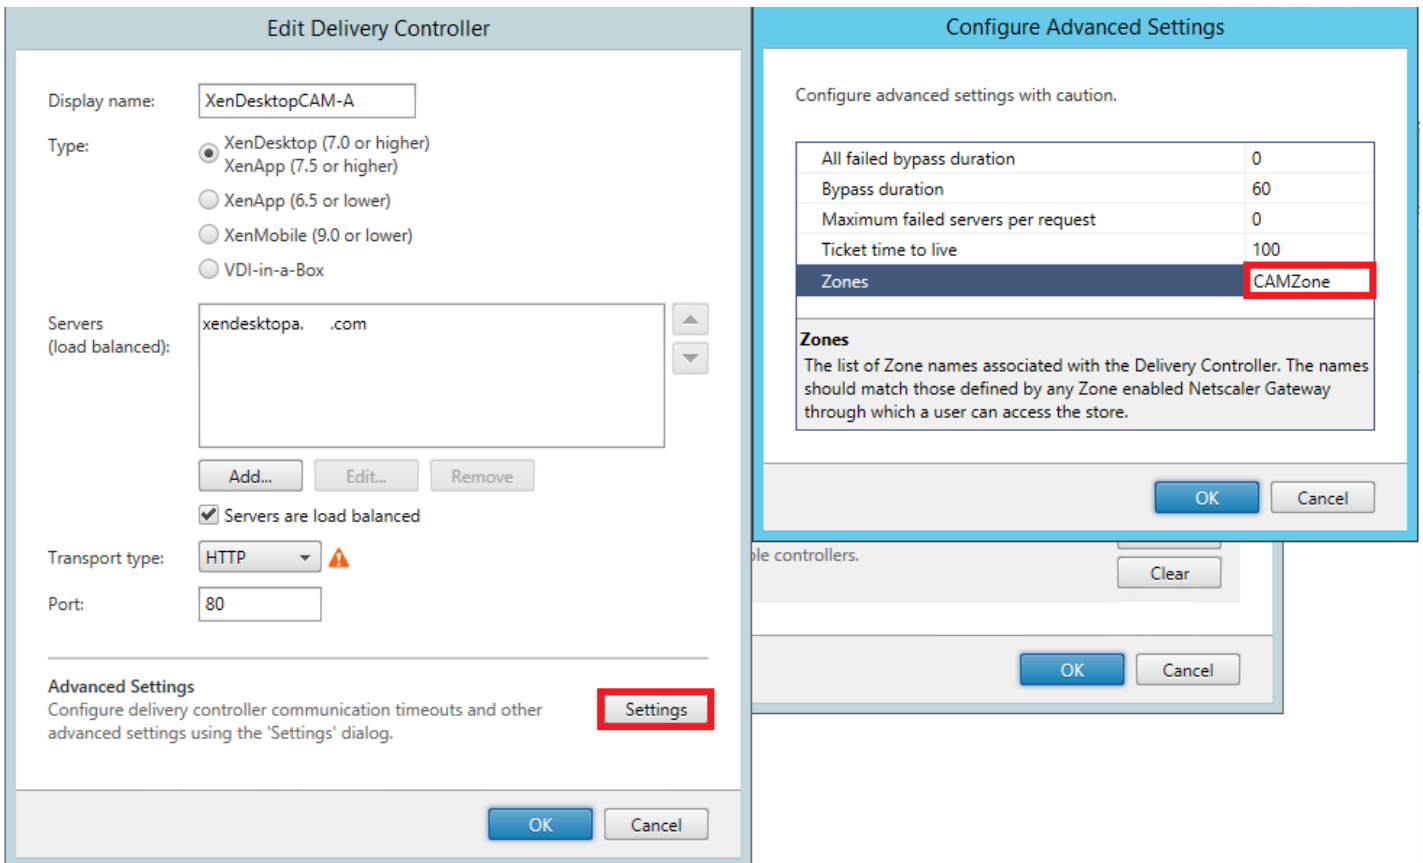 Edit Delivery Controller
Display name: XenDesktopCAM-A
Type:
XenDesktop (7.0 or higher)
XenApp (7.5 or higher)
XenApp (6.5 or lower)
XenMobile (9.0 or lower)
VDI-in-a-Box
Servers
(load balanced):
xendesktopa. .com
Add... Edit... Remove
Servers are load balanced
Transport type: HTTP
Port: 80
Advanced Settings
Configure delivery controller communication timeouts and other
advanced settings using the 'Settings' dialog.
Settings
OK Cancel
Configure Advanced Settings
Configure advanced settings with caution.
All failed bypass duration 0
Bypass duration 60
Maximum failed servers per request 0
Ticket time to live 100
Zones CAMZone
Zones
The list of Zone names associated with the Delivery Controller. The names
should match those defined by any Zone enabled Netscaler Gateway
through which a user can access the store.
OK Cancel
controllers.
Clear
OK Cancel